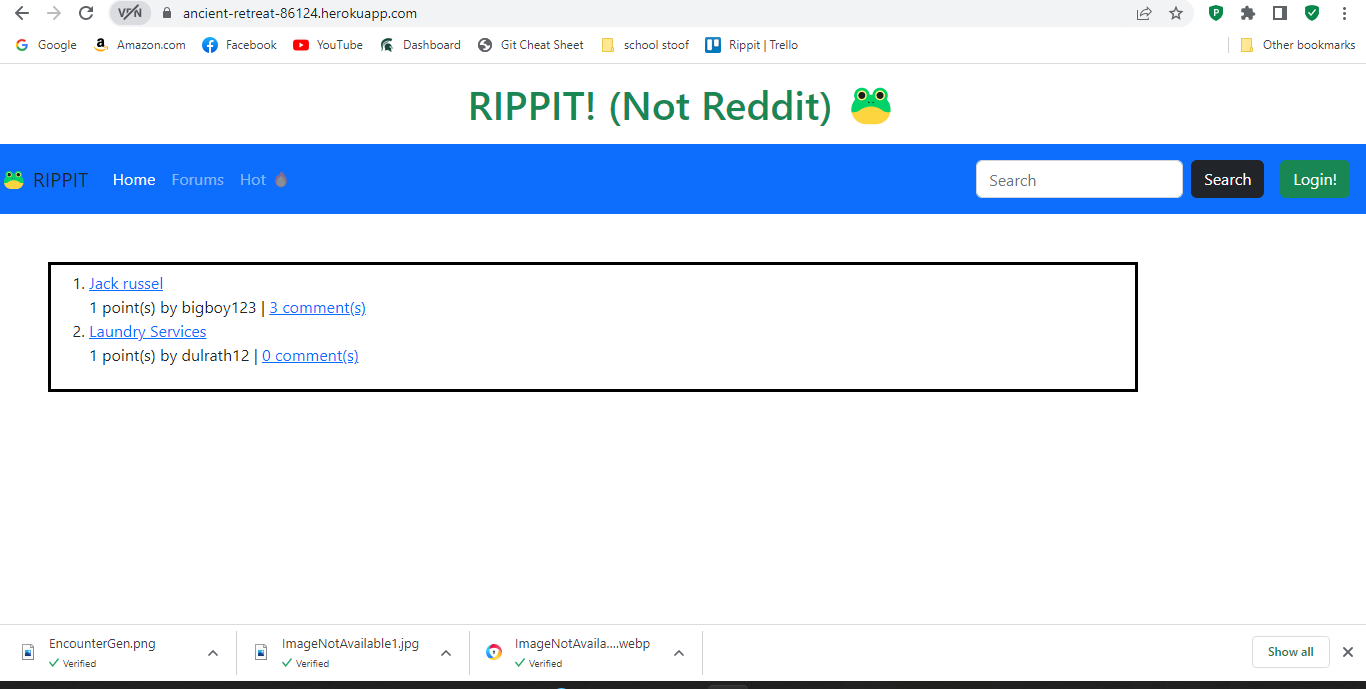 VPN ancient-retreat-86124.herokuapp.com
Google Amazon.com Facebook YouTube Dashboard Git Cheat Sheet school stoof Rippit | Trello Other bookmarks
RIPPIT! (Not Reddit)
RIPPIT Home Forums Hot Search Search Login!
1. Jack russel
1 point(s) by bigboy123 | 3 comment(s)
2. Laundry Services
1 point(s) by dulrath12 | 0 comment(s)
EncounterGen.png ImageNotAvailable1.jpg ImageNotAvaila....webp Show all
Verified Verified Verified